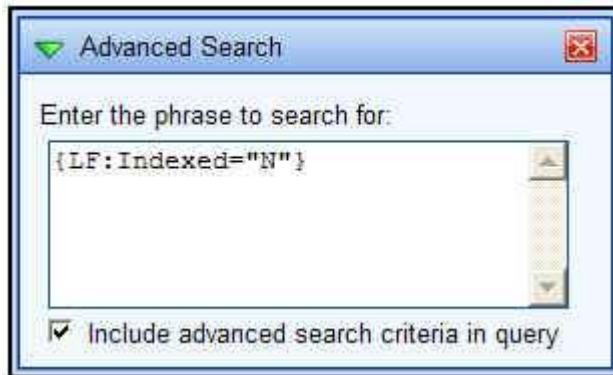 Advanced Search
Enter the phrase to search for:
{LF:Indexed="N"}
Include advanced search criteria in query